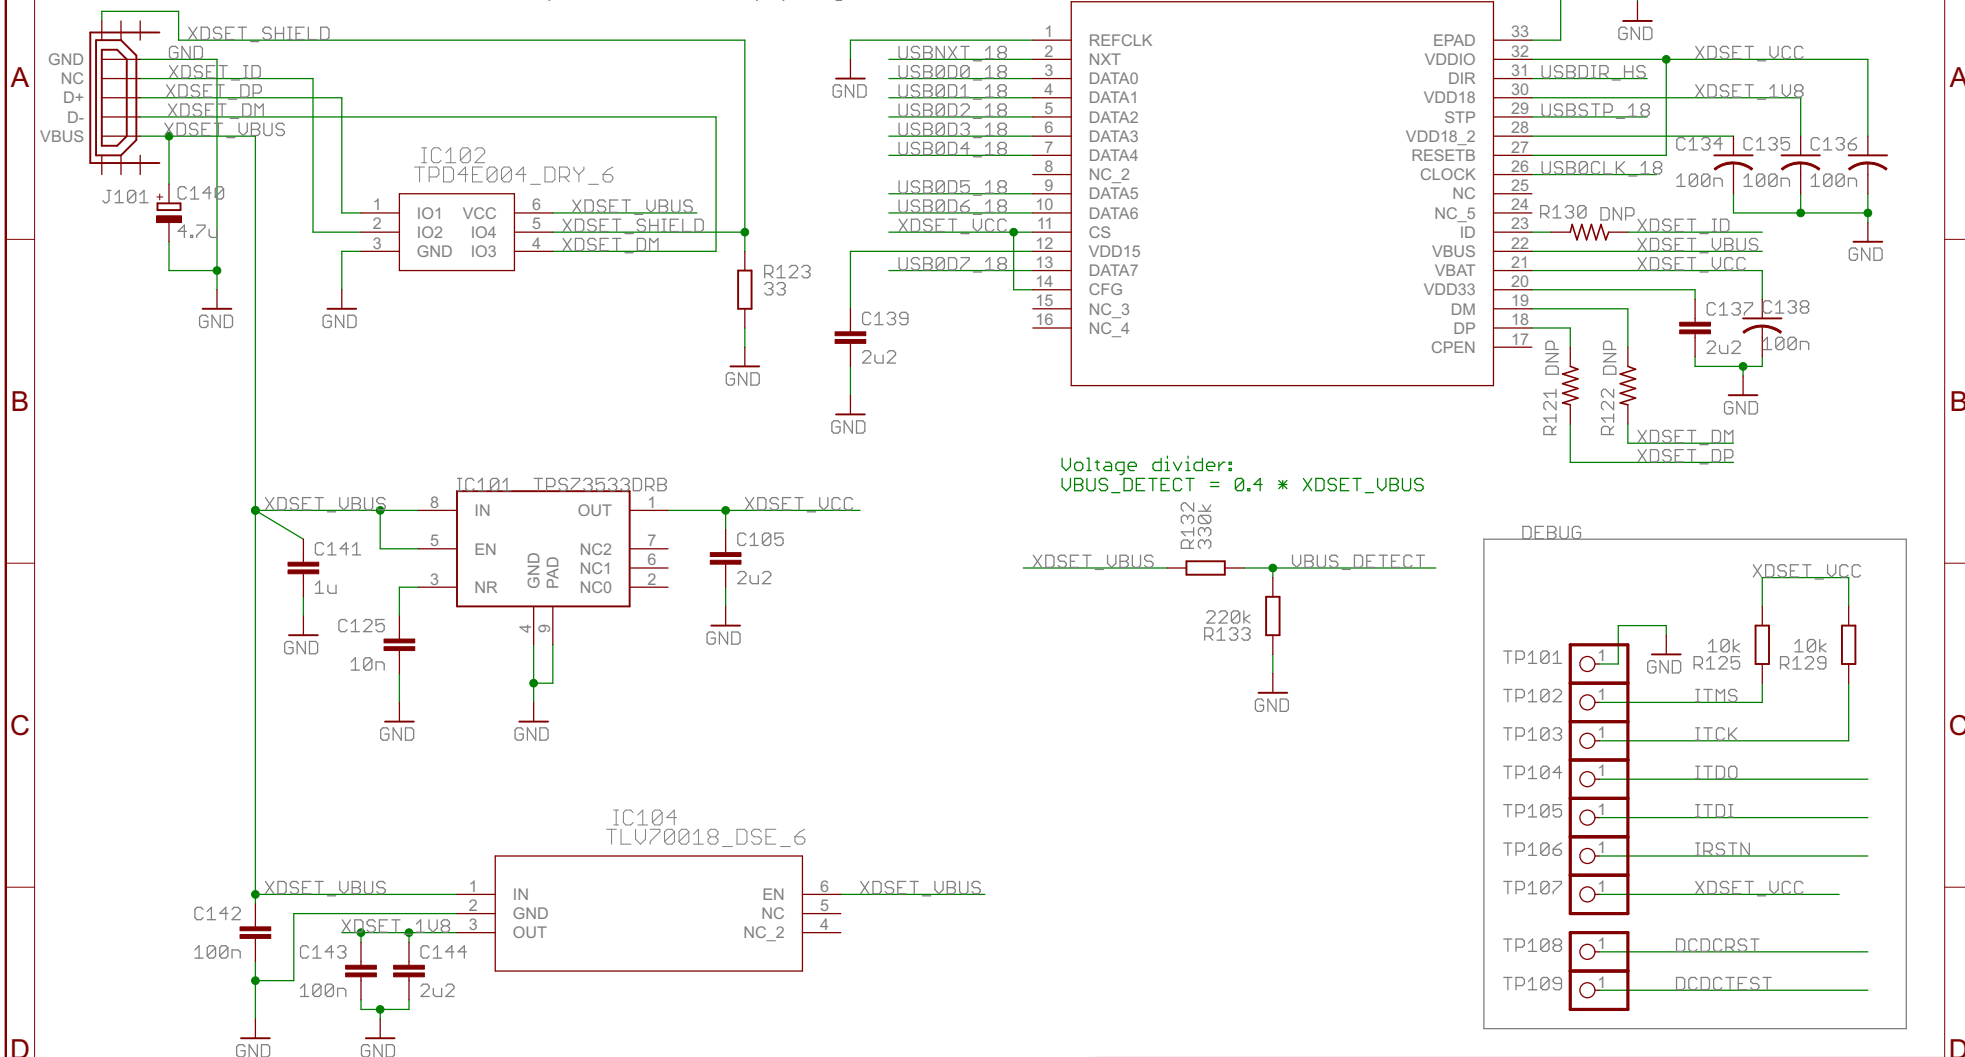 A
A
XDSET_SHIELD
GND
GND
NC
XDSET_ID
D+
XDSET_DP
D-
XDSET_DM
VBUS
XDSET_VBUS
J101
+
C140
4.7u
GND
IC102
TPD4E004_DRY_6
1 IO1 VCC 6 XDSET_VBUS
2 IO2 IO4 5 XDSET_SHIELD
3 GND IO3 4 XDSET_DM
GND
R123
33
GND
GND
1 REFCLK
USBNXT_18 2 NXT
USB0D0_18 3 DATA0
USB0D1_18 4 DATA1
USB0D2_18 5 DATA2
USB0D3_18 6 DATA3
USB0D4_18 7 DATA4
8 NC_2
USB0D5_18 9 DATA5
USB0D6_18 10 DATA6
XDSET_VCC 11 CS
12 VDD15
USB0D7_18 13 DATA7
14 CFG
15 NC_3
16 NC_4
C139
2u2
GND
GND
EPAD 33
VDDIO 32 XDSET_VCC
DIR 31 USBDIR_HS
VDD18 30 XDSET_1V8
STP 29 USBSTP_18
VDD18_2 28
RESETB 27
CLOCK 26 USB0CLK_18
NC 25
NC_5 24
ID 23 R130 DNP XDSET_ID
VBUS 22 XDSET_VBUS
VBAT 21 XDSET_VCC
VDD33 20
DM 19
DP 18
CPEN 17
C134 C135 C136
100n 100n 100n
GND
C137 C138
2u2 100n
GND
R121 DNP
R122 DNP
XDSET_DM
XDSET_DP
B
B
Voltage divider:
VBUS_DETECT = 0.4 * XDSET_VBUS
R132
330k
XDSET_VBUS
VBUS_DETECT
220k
R133
GND
IC101 TPS73533DRB
XDSET_VBUS 8 IN OUT 1 XDSET_VCC
5 EN NC2 7
NC1 6
3 NR NC0 2
GND
PAD
4
9
C141
1u
GND
C125
10n
GND
GND
C105
2u2
GND
C
C
DEBUG
XDSET_VCC
10k
R125
10k
R129
TP101 1 GND
TP102 1 ITMS
TP103 1 ITCK
TP104 1 ITDO
TP105 1 ITDI
TP106 1 IRSTN
TP107 1 XDSET_VCC
TP108 1 DCDCRST
TP109 1 DCDCTEST
IC104
TLV70018_DSE_6
XDSET_VBUS 1 IN EN 6 XDSET_VBUS
2 GND NC 5
XDSET_1V8 3 OUT NC_2 4
C142
100n
C143
100n
C144
2u2
GND
GND
D
D